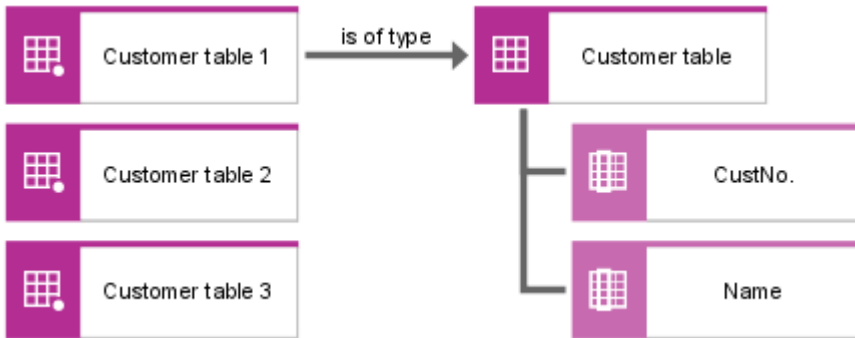 Customer table 1
is of type
Customer table
Customer table 2
CustNo.
Customer table 3
Name